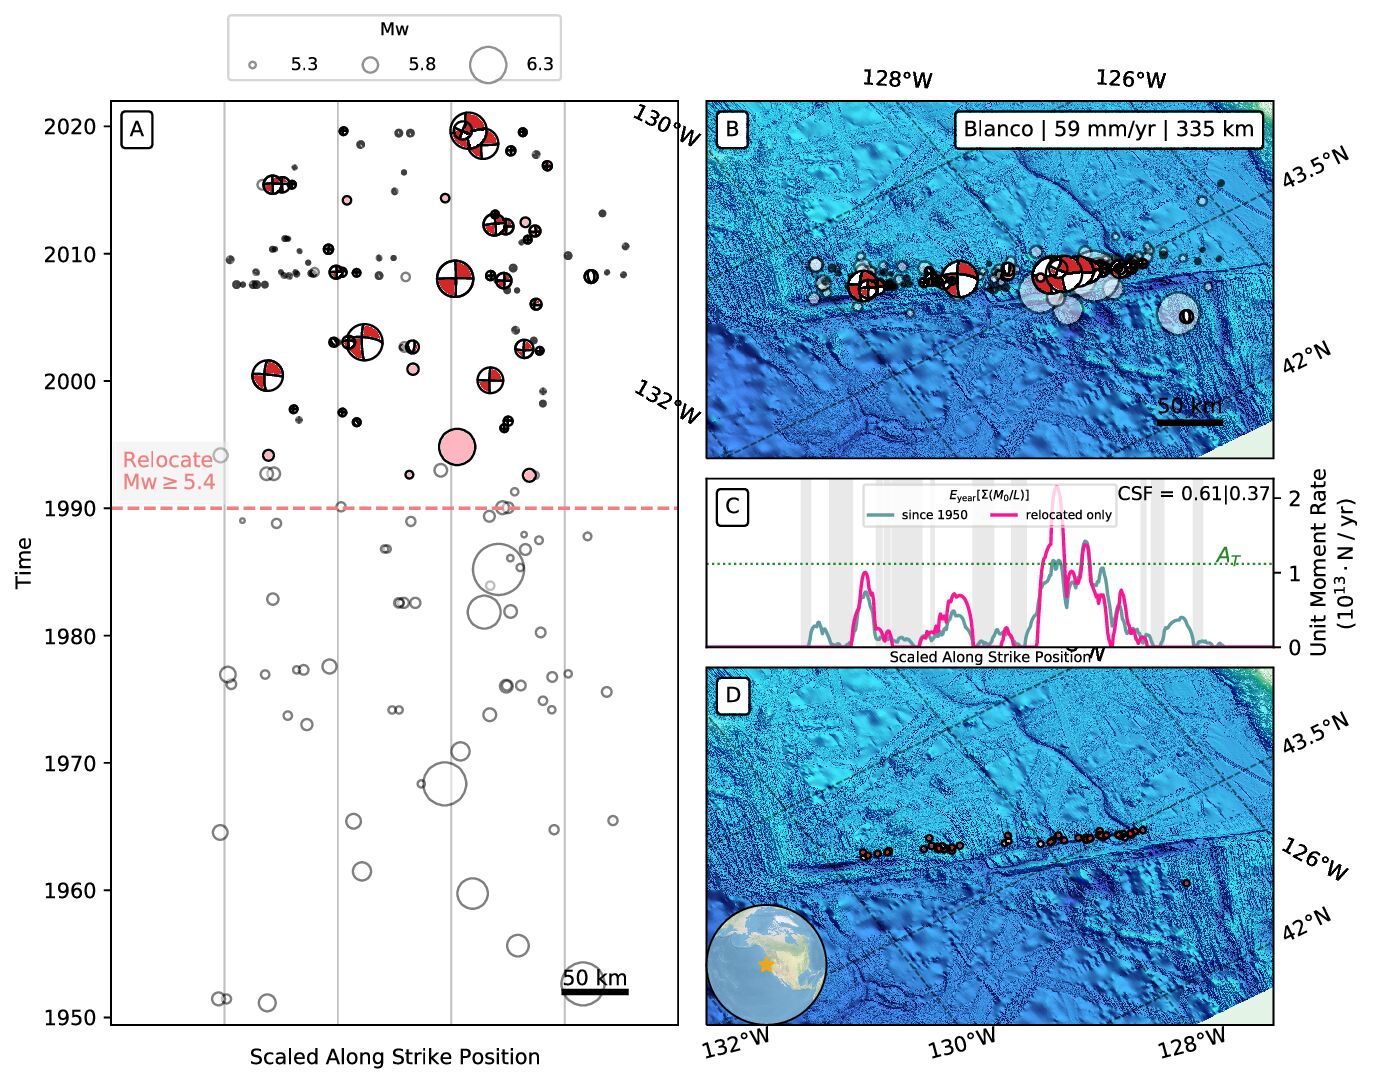 Mw
5.3 5.8 6.3
A
2020
2010
2000
1990
1980
1970
1960
1950
Time
Relocate
Mw ≥ 5.4
50 km
Scaled Along Strike Position
128°W 126°W
130°W
132°W
B
Blanco | 59 mm/yr | 335 km
43.5°N
42°N
50 km
C
E_year[Σ(M_0/L)]
since 1950 relocated only
CSF = 0.61|0.37
A_T
2
1
0
Unit Moment Rate
(10^13 · N / yr)
Scaled Along Strike Position
D
43.5°N
126°W
42°N
132°W 130°W 128°W